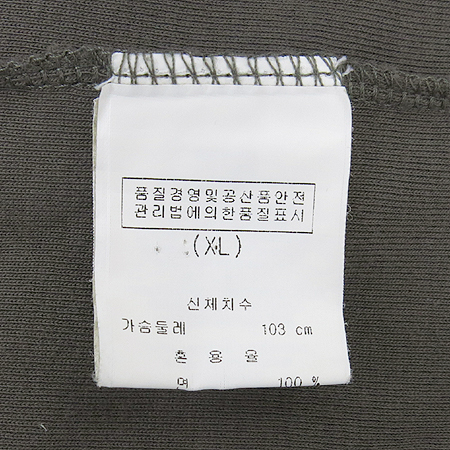 품질경영및공산품안전
관리법에의한품질표시
(XL)
신체치수
가슴둘레 103 cm
혼용율
면 100 %